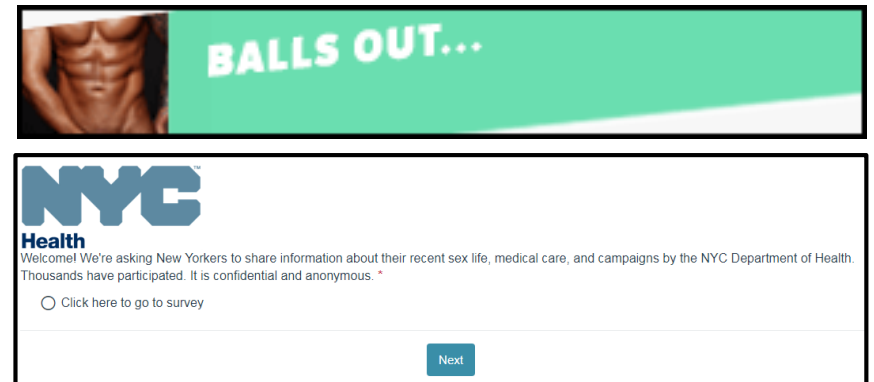 BALLS OUT...
NYC™
Health
Welcome! We're asking New Yorkers to share information about their recent sex life, medical care, and campaigns by the NYC Department of Health.
Thousands have participated. It is confidential and anonymous. *
Click here to go to survey
Next